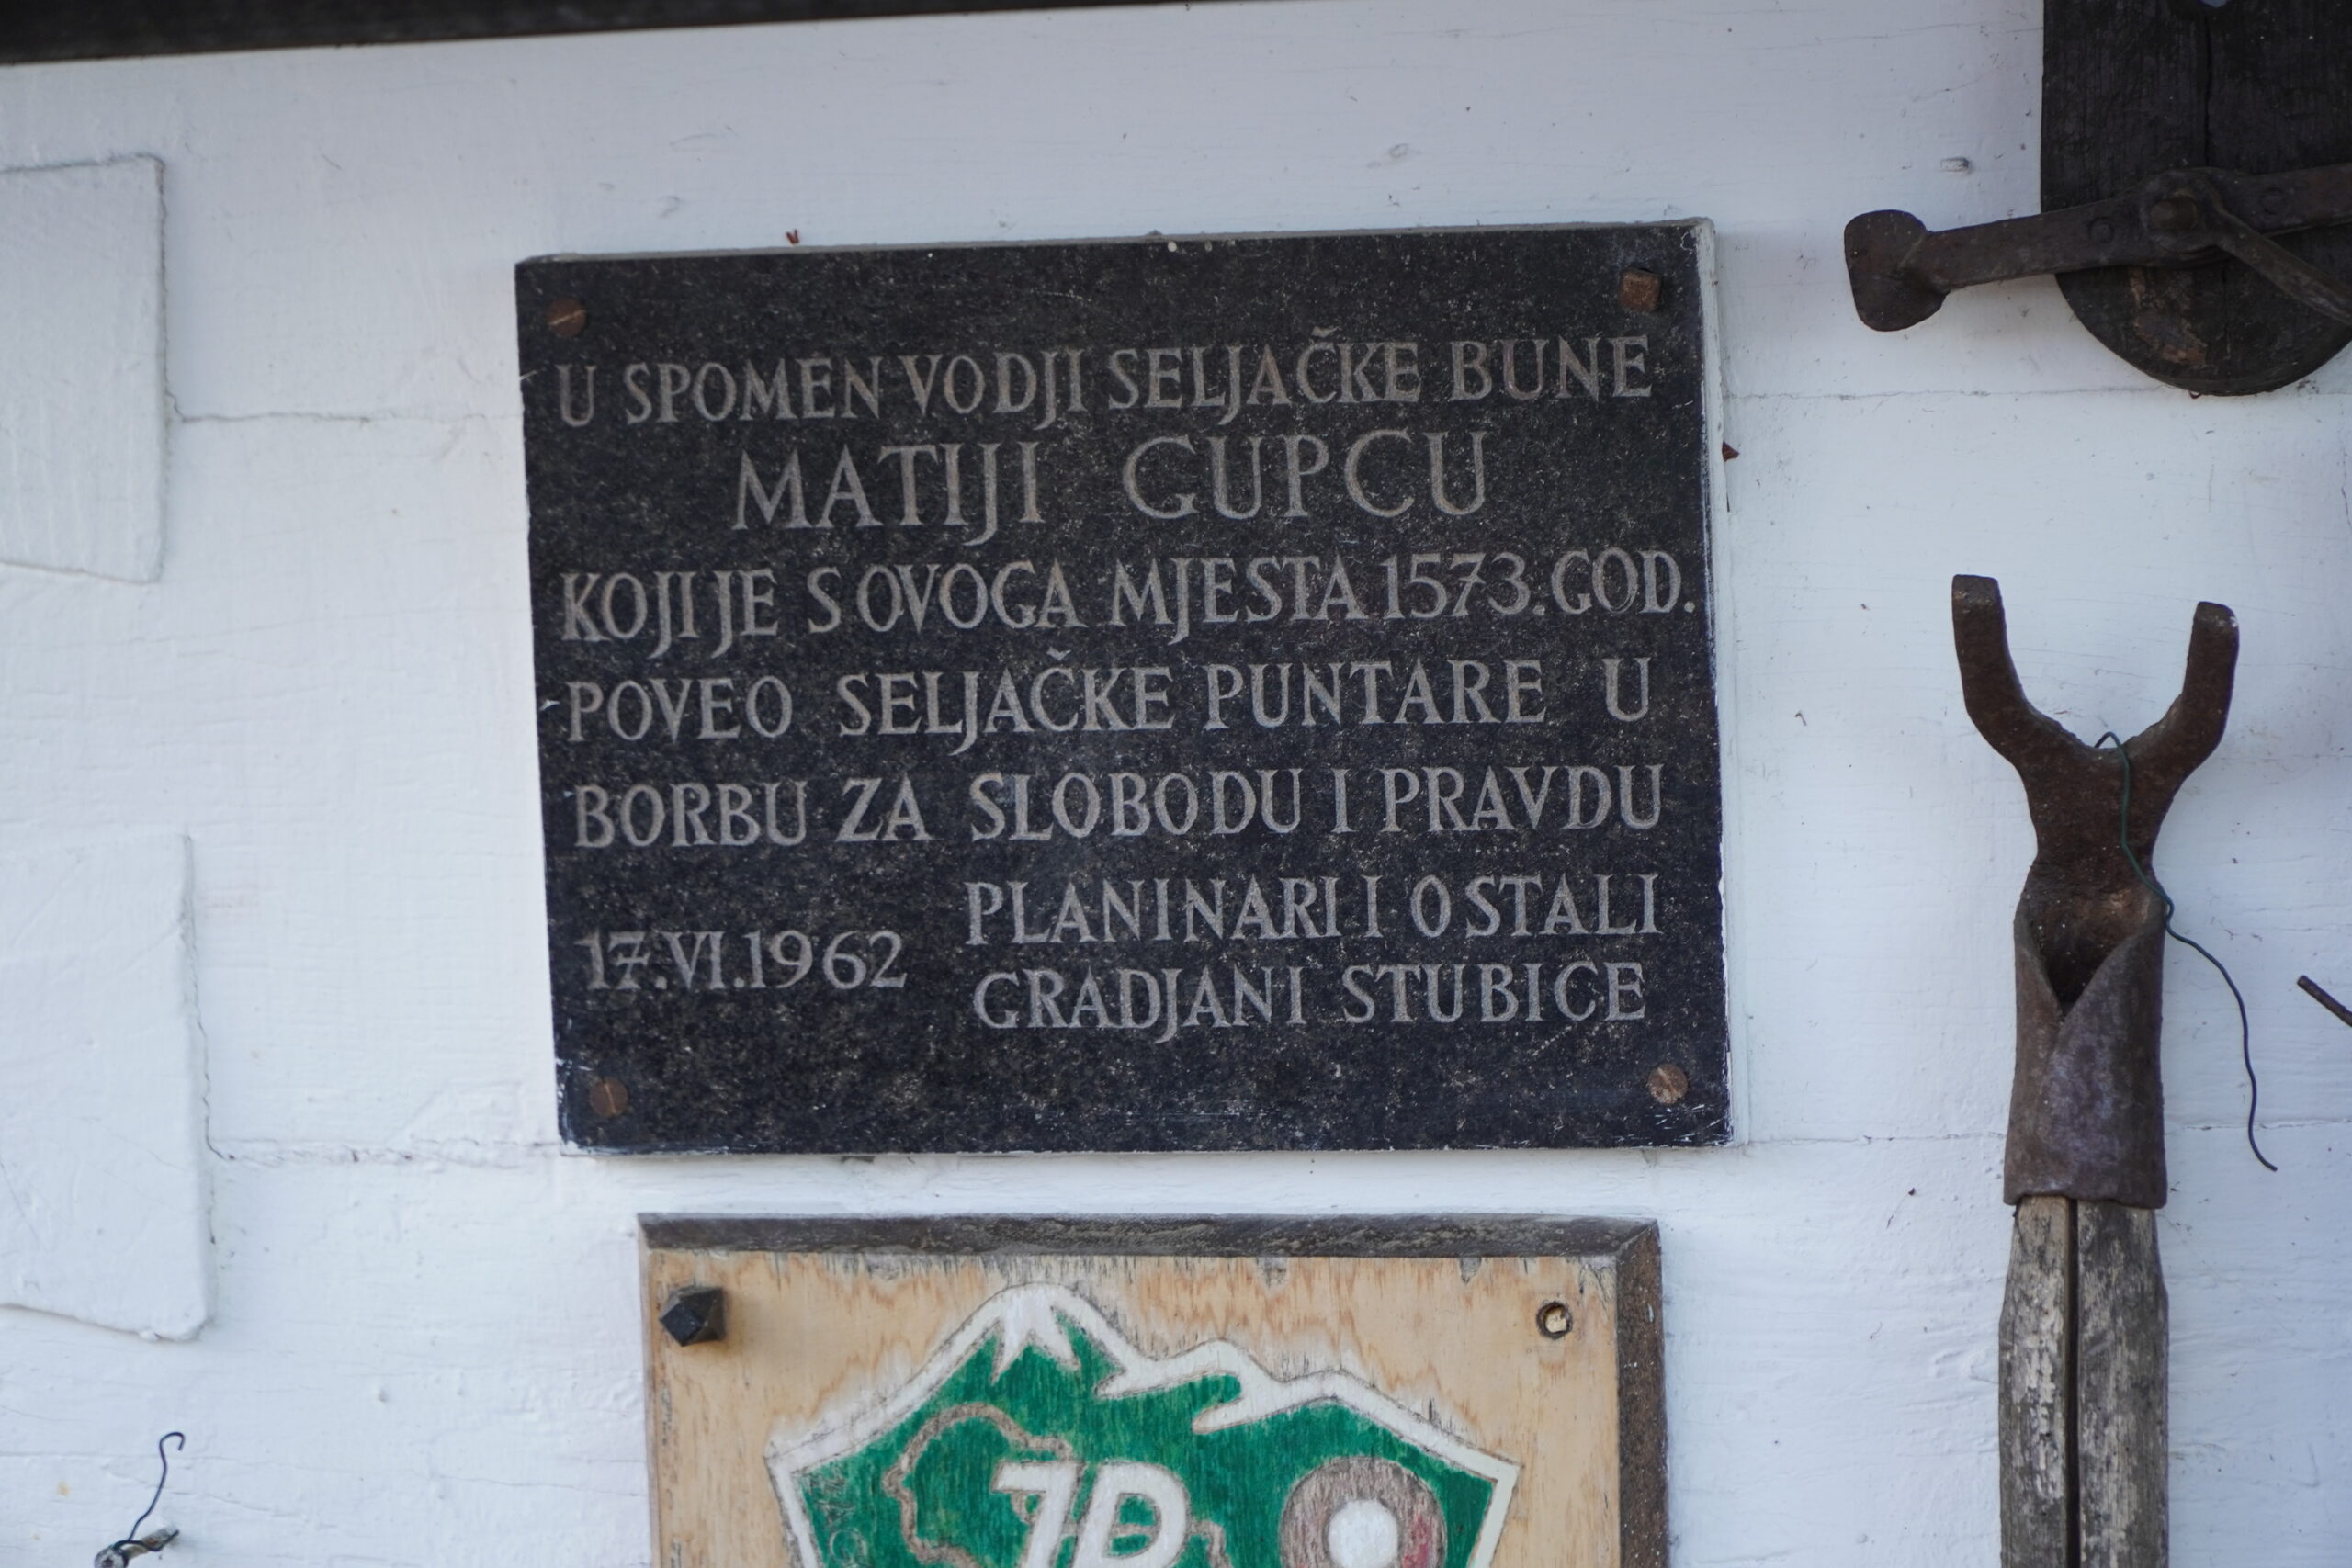 U SPOMEN VODJI SELJAČKE BUNE
MATIJI GUPCU
KOJI JE S OVOGA MJESTA 1573. GOD.
POVEO SELJAČKE PUNTARE U
BORBU ZA SLOBODU I PRAVDU
PLANINARI I OSTALI
17.VI.1962
GRADJANI STUBICE